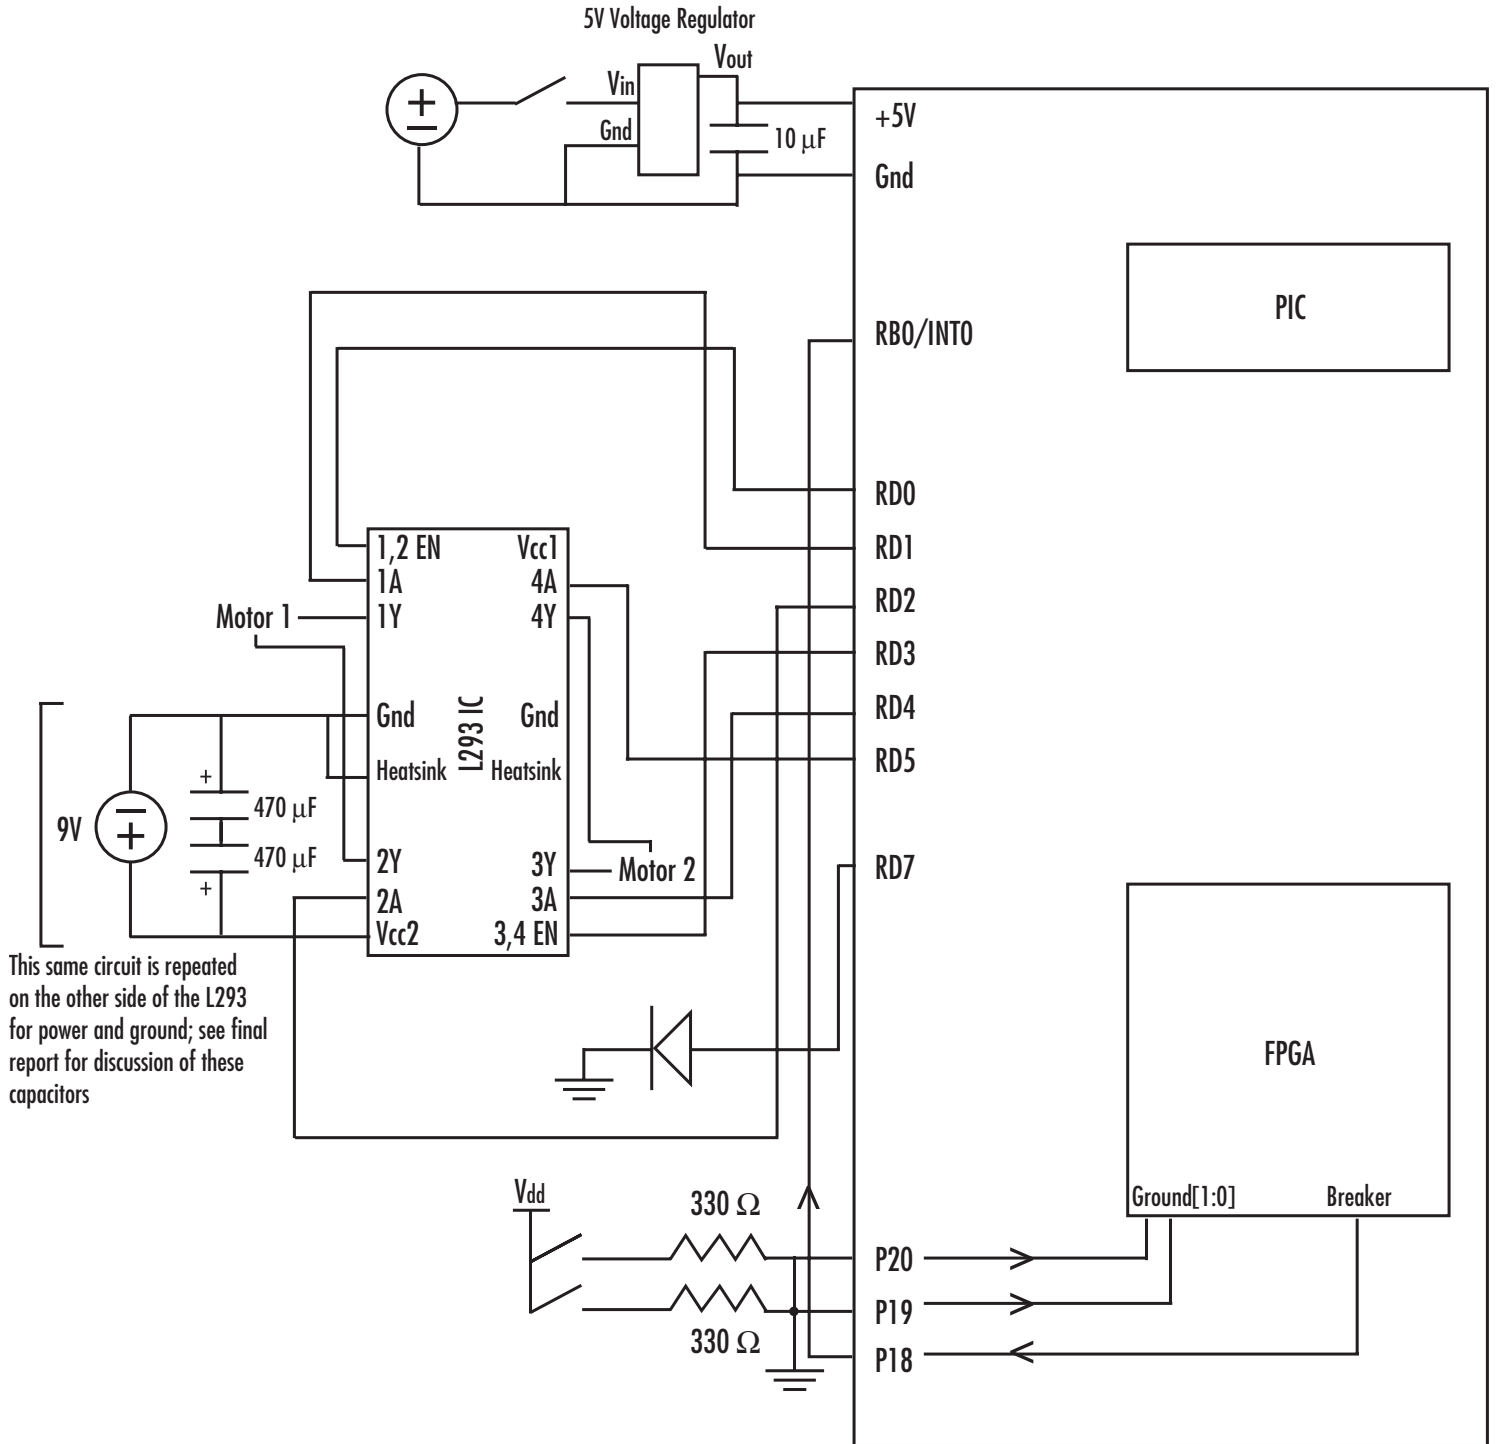 5V Voltage Regulator
Vout
Vin
Gnd
10 μF
+5V
Gnd
PIC
RB0/INT0
RD0
RD1
RD2
RD3
RD4
RD5
RD7
1,2 EN
Vcc1
1A
4A
Motor 1
1Y
4Y
Gnd
L293 IC
Gnd
Heatsink
Heatsink
+
9V
470 μF
470 μF
+
2Y
3Y
Motor 2
2A
3A
Vcc2
3,4 EN
This same circuit is repeated
on the other side of the L293
for power and ground; see final
report for discussion of these
capacitors
FPGA
Ground[1:0]
Breaker
Vdd
330 Ω
330 Ω
P20
P19
P18